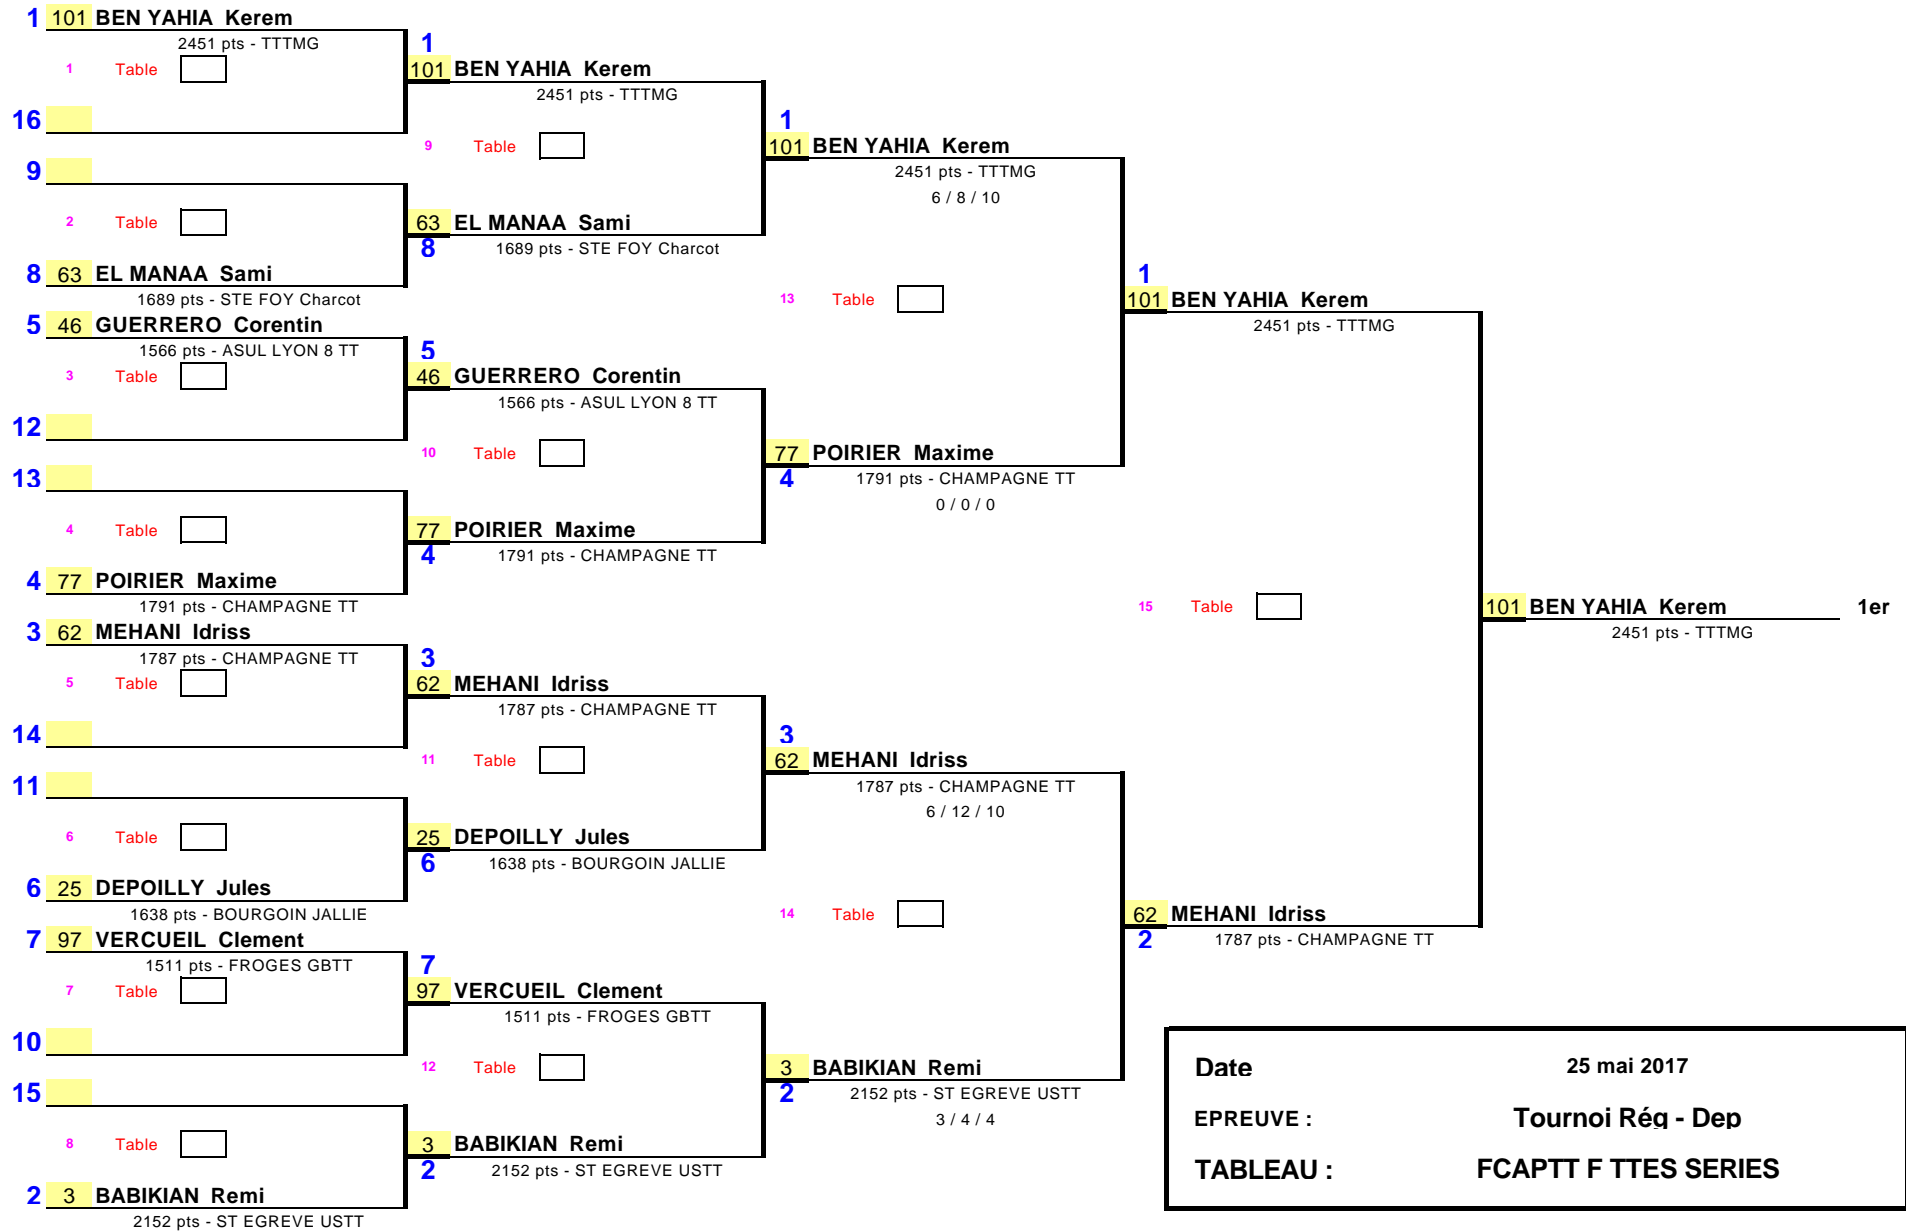 1 101 BEN YAHIA Kerem
2451 pts - TTTMG
1 Table
16
9
2 Table
8 63 EL MANAA Sami
1689 pts - STE FOY Charcot
5 46 GUERRERO Corentin
1566 pts - ASUL LYON 8 TT
3 Table
12
13
4 Table
4 77 POIRIER Maxime
1791 pts - CHAMPAGNE TT
3 62 MEHANI Idriss
1787 pts - CHAMPAGNE TT
5 Table
14
11
6 Table
6 25 DEPOILLY Jules
1638 pts - BOURGOIN JALLIE
7 97 VERCUEIL Clement
1511 pts - FROGES GBTT
7 Table
10
15
8 Table
2 3 BABIKIAN Remi
2152 pts - ST EGREVE USTT
1
101 BEN YAHIA Kerem
2451 pts - TTTMG
9 Table
63 EL MANAA Sami
8 1689 pts - STE FOY Charcot
5
46 GUERRERO Corentin
1566 pts - ASUL LYON 8 TT
10 Table
77 POIRIER Maxime
4 1791 pts - CHAMPAGNE TT
3
62 MEHANI Idriss
1787 pts - CHAMPAGNE TT
11 Table
25 DEPOILLY Jules
6 1638 pts - BOURGOIN JALLIE
7
97 VERCUEIL Clement
1511 pts - FROGES GBTT
12 Table
3 BABIKIAN Remi
2 2152 pts - ST EGREVE USTT
1
101 BEN YAHIA Kerem
2451 pts - TTTMG
6 / 8 / 10
13 Table
77 POIRIER Maxime
4 1791 pts - CHAMPAGNE TT
0 / 0 / 0
3
62 MEHANI Idriss
1787 pts - CHAMPAGNE TT
6 / 12 / 10
14 Table
3 BABIKIAN Remi
2 2152 pts - ST EGREVE USTT
3 / 4 / 4
1
101 BEN YAHIA Kerem
2451 pts - TTTMG
15 Table
62 MEHANI Idriss
2 1787 pts - CHAMPAGNE TT
101 BEN YAHIA Kerem 1er
2451 pts - TTTMG
Date 25 mai 2017
EPREUVE : Tournoi Rég - Dep
TABLEAU : FCAPTT F TTES SERIES